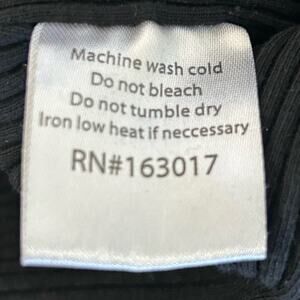 Machine wash cold
Do not bleach
Do not tumble dry
Iron low heat if neccessary
RN#163017